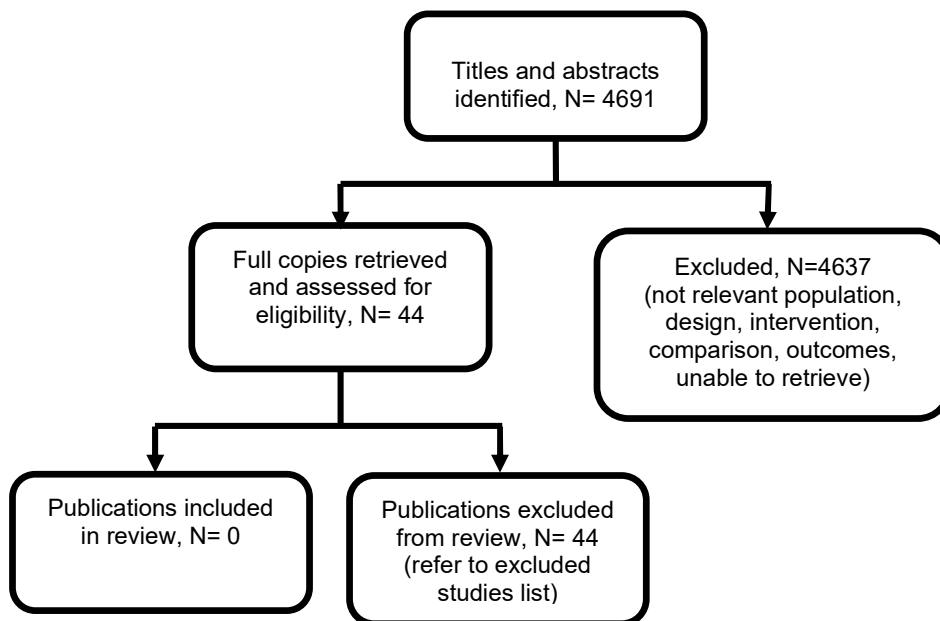 Titles and abstracts
identified, N= 4691
Full copies retrieved
and assessed for
eligibility, N= 44
Excluded, N=4637
(not relevant population,
design, intervention,
comparison, outcomes,
unable to retrieve)
Publications included
in review, N= 0
Publications excluded
from review, N= 44
(refer to excluded
studies list)